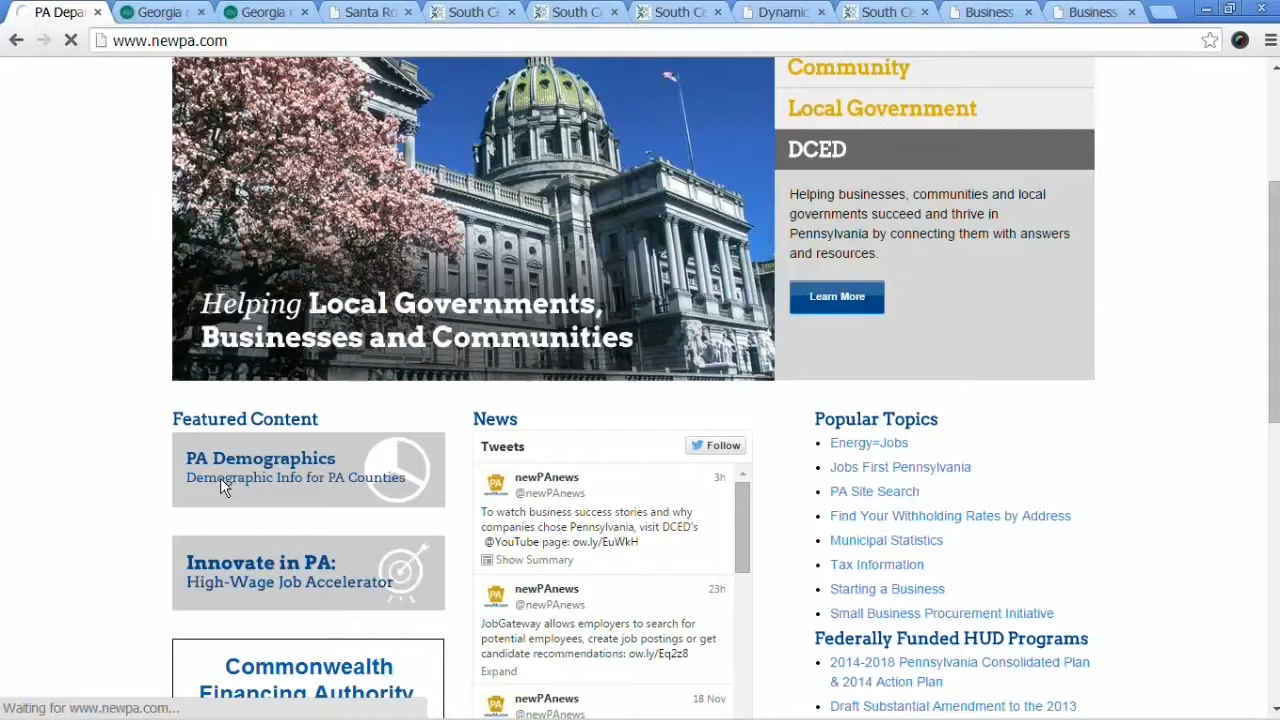 PA Depar
Georgia r
Georgia r
Santa Ro
South Ce
South Ce
South Ce
Dynamic
South Ce
Business
Business
www.newpa.com
Community
Local Government
DCED
Helping businesses, communities and local
governments succeed and thrive in
Pennsylvania by connecting them with answers
and resources.
Learn More
Helping Local Governments,
Businesses and Communities
Featured Content
PA Demographics
Demographic Info for PA Counties
Innovate in PA:
High-Wage Job Accelerator
Commonwealth
Financing Authority
News
Tweets
Follow
newPAnews
3h
@newPAnews
To watch business success stories and why
companies chose Pennsylvania, visit DCED's
@YouTube page: ow.ly/EuWkH
Show Summary
newPAnews
23h
@newPAnews
JobGateway allows employers to search for
potential employees, create job postings or get
candidate recommendations: ow.ly/Eq2z8
Expand
newPAnews
18 Nov
@newPAnews
Popular Topics
Energy=Jobs
Jobs First Pennsylvania
PA Site Search
Find Your Withholding Rates by Address
Municipal Statistics
Tax Information
Starting a Business
Small Business Procurement Initiative
Federally Funded HUD Programs
2014-2018 Pennsylvania Consolidated Plan
& 2014 Action Plan
Draft Substantial Amendment to the 2013
Waiting for www.newpa.com...